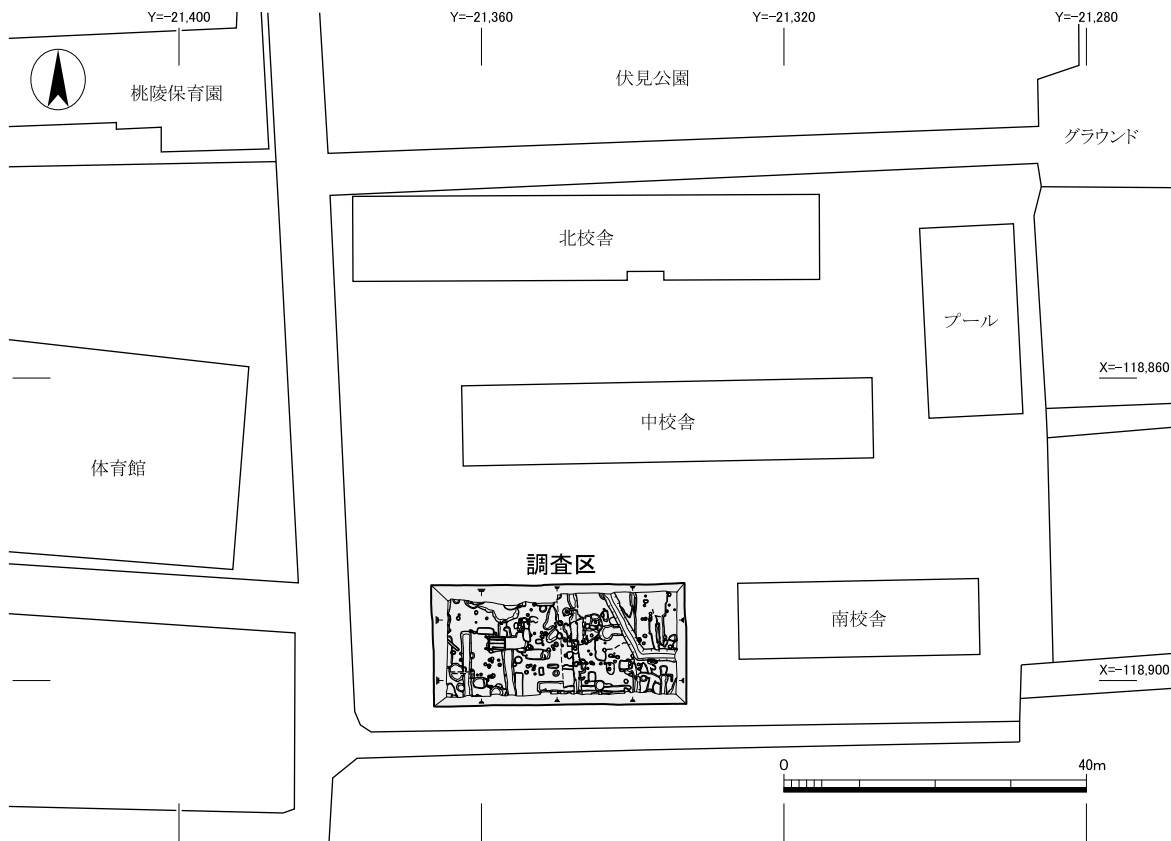 Y=-21,400
Y=-21,360
Y=-21,320
Y=-21,280
桃陵保育園
伏見公園
グラウンド
北校舎
プール
X=-118,860
中校舎
体育館
調査区
南校舎
X=-118,900
0
40m